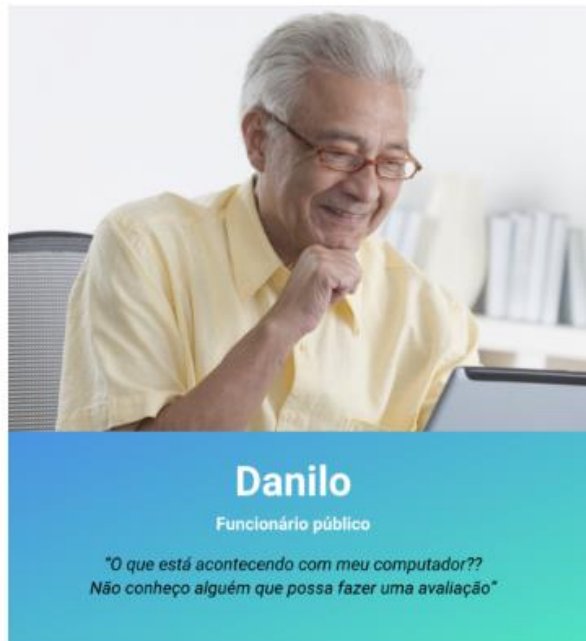 Danilo
Funcionário público
"O que está acontecendo com meu computador??
Não conheço alguém que possa fazer uma avaliação"